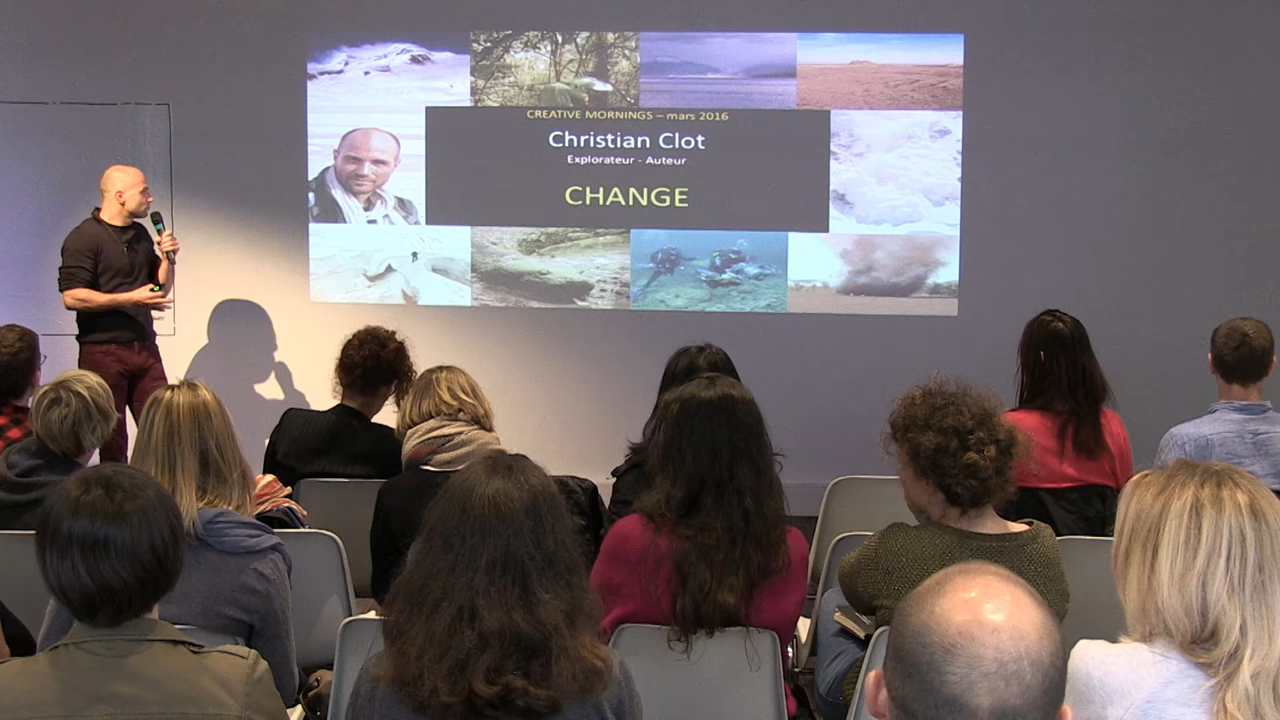 CREATIVE MORNINGS – mars 2016
Christian Clot
Explorateur - Auteur
CHANGE